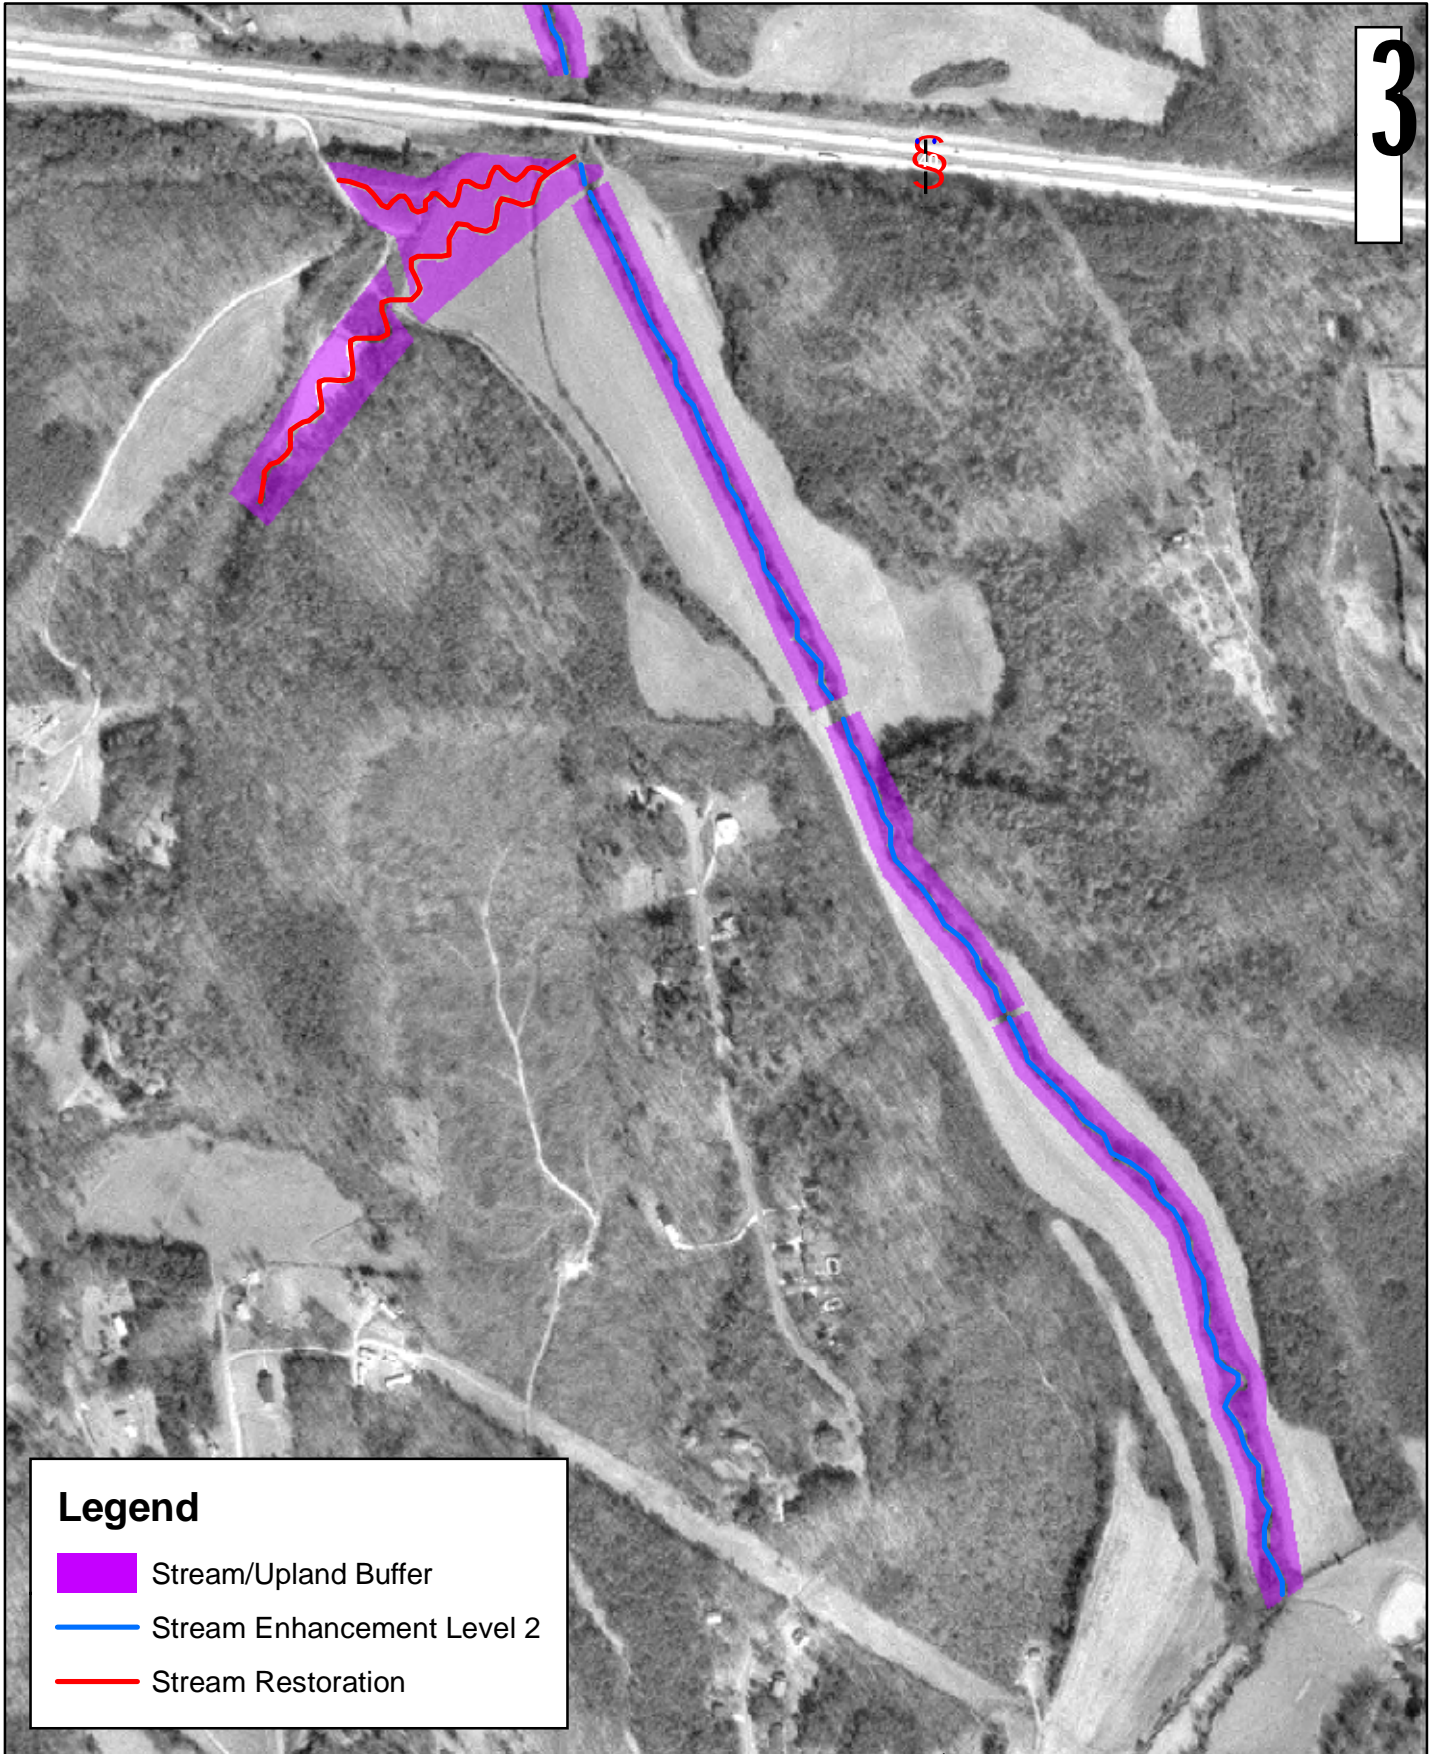 3
§
Legend
Stream/Upland Buffer
Stream Enhancement Level 2
Stream Restoration